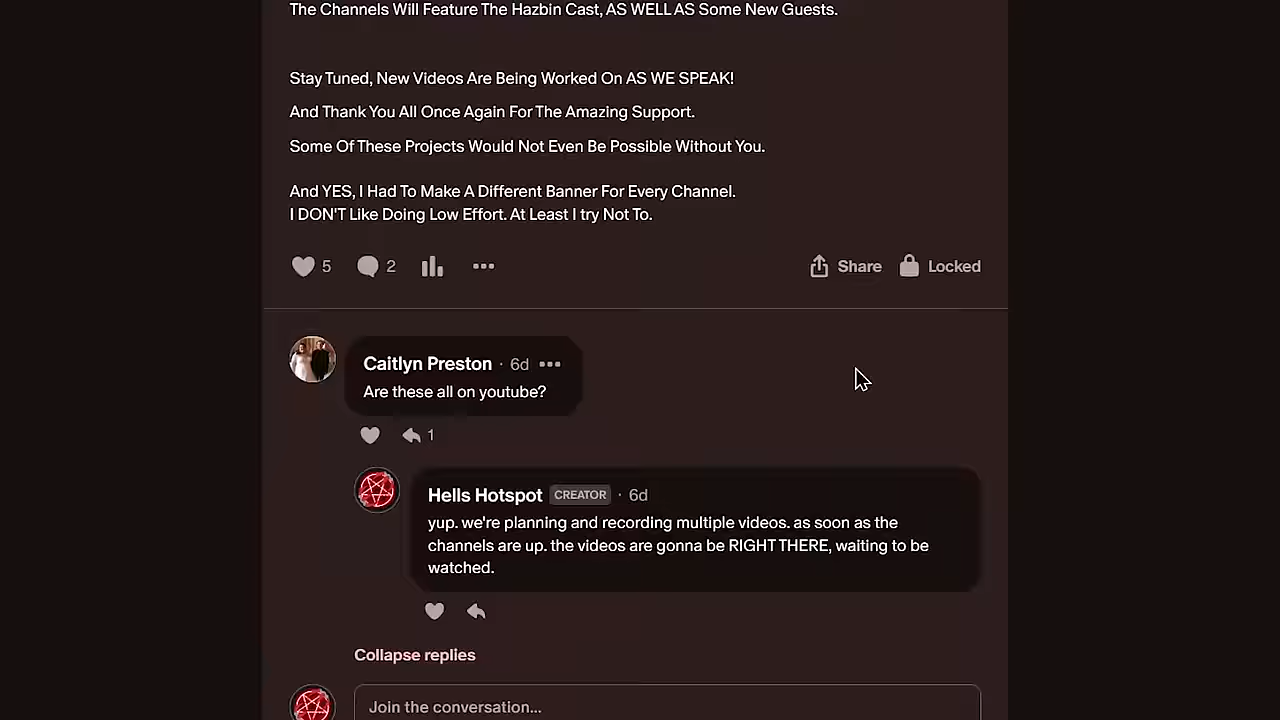 The Channels Will Feature The Hazbin Cast, AS WELL AS Some New Guests.
Stay Tuned, New Videos Are Being Worked On AS WE SPEAK!
And Thank You All Once Again For The Amazing Support.
Some Of These Projects Would Not Even Be Possible Without You.
And YES, I Had To Make A Different Banner For Every Channel.
I DON'T Like Doing Low Effort. At Least I try Not To.
5 2 Share Locked
Caitlyn Preston · 6d
Are these all on youtube?
1
Hells Hotspot CREATOR · 6d
yup. we're planning and recording multiple videos. as soon as the
channels are up. the videos are gonna be RIGHT THERE, waiting to be
watched.
Collapse replies
Join the conversation...